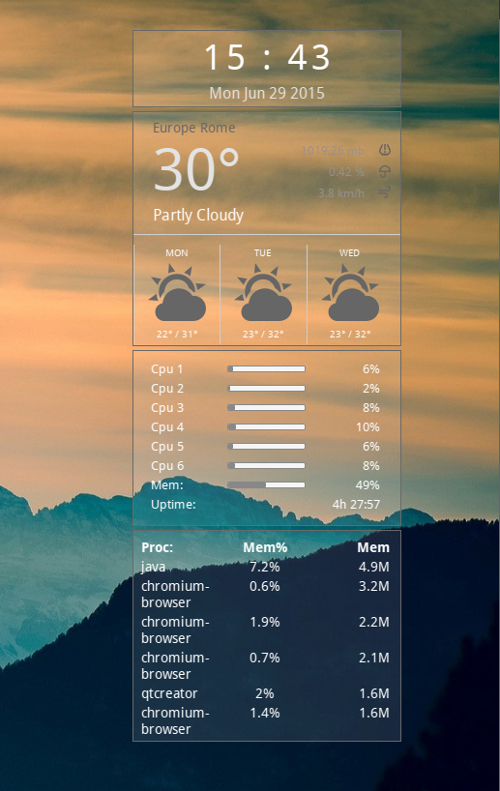 15 : 43
Mon Jun 29 2015
Europe Rome
30°
1019.26 mb
0.42 %
3.8 km/h
Partly Cloudy
MON TUE WED
22° / 31° 23° / 32° 23° / 32°
Cpu 1 6%
Cpu 2 2%
Cpu 3 8%
Cpu 4 10%
Cpu 5 6%
Cpu 6 8%
Mem: 49%
Uptime: 4h 27:57
Proc: Mem% Mem
java 7.2% 4.9M
chromium- 0.6% 3.2M
browser
chromium- 1.9% 2.2M
browser
chromium- 0.7% 2.1M
browser
qtcreator 2% 1.6M
chromium- 1.4% 1.6M
browser